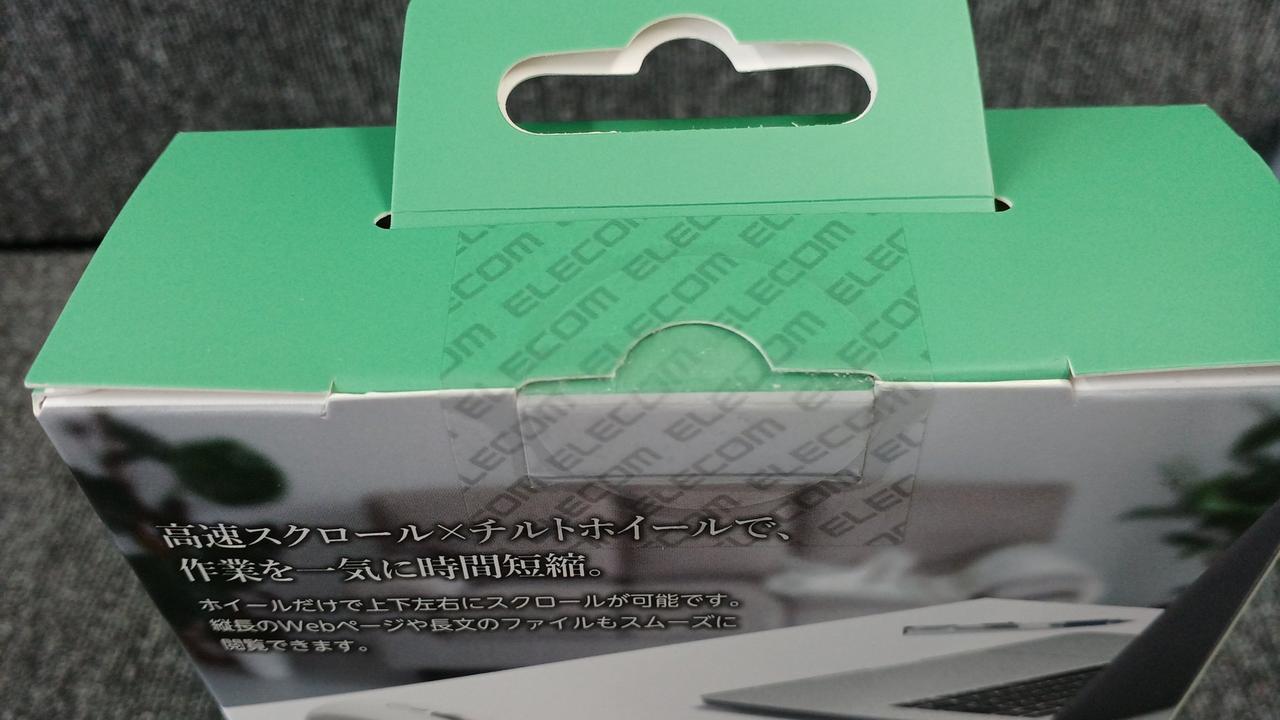 ELECOM ELECOM ELECOM
ELECOM ELECOM ELECOM
ELECOM ELECOM ELECOM
高速スクロール×チルトホイールで、
作業を一気に時間短縮。
ホイールだけで上下左右にスクロールが可能です。
縦長のWebページや長文のファイルもスムーズに
閲覧できます。